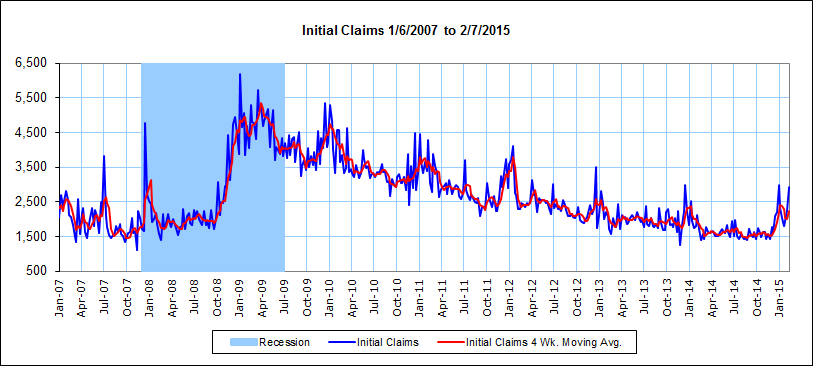 Initial Claims 1/6/2007 to 2/7/2015
6,500
5,500
4,500
3,500
2,500
1,500
500
Jan-07
Apr-07
Jul-07
Oct-07
Jan-08
Apr-08
Jul-08
Oct-08
Jan-09
Apr-09
Jul-09
Oct-09
Jan-10
Apr-10
Jul-10
Oct-10
Jan-11
Apr-11
Jul-11
Oct-11
Jan-12
Apr-12
Jul-12
Oct-12
Jan-13
Apr-13
Jul-13
Oct-13
Jan-14
Apr-14
Jul-14
Oct-14
Jan-15
Recession
Initial Claims
Initial Claims 4 Wk. Moving Avg.